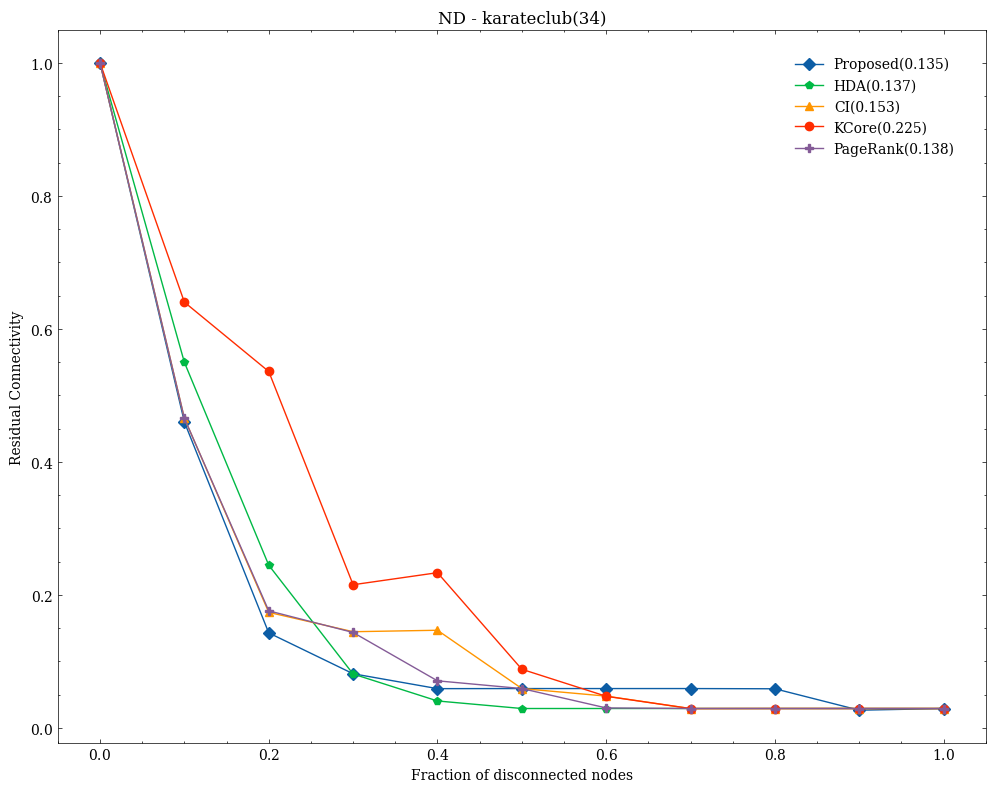 ND - karateclub(34)
Proposed(0.135)
HDA(0.137)
CI(0.153)
KCore(0.225)
PageRank(0.138)
Residual Connectivity
1.0
0.8
0.6
0.4
0.2
0.0
0.0 0.2 0.4 0.6 0.8 1.0
Fraction of disconnected nodes